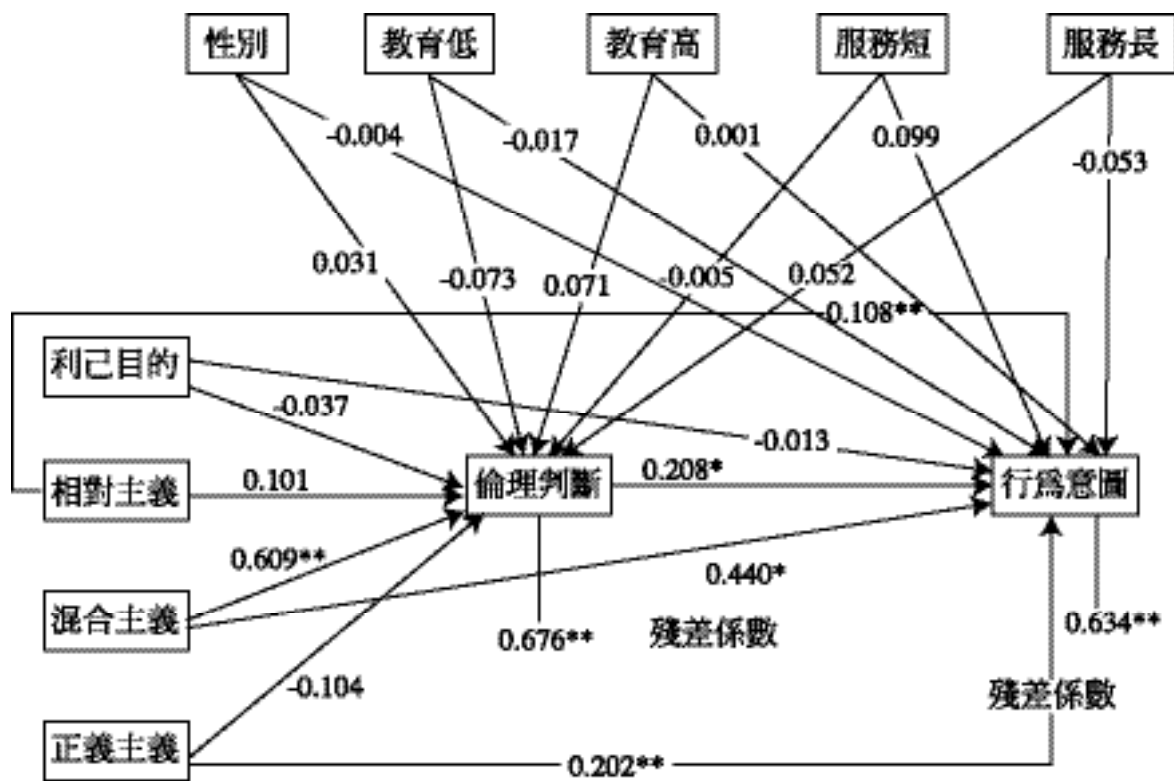 性別
教育低
教育高
服務短
服務長
-0.004
-0.017
0.001
0.099
-0.053
0.031
-0.073
0.071
-0.005
0.052
-0.108**
利己目的
-0.037
-0.013
相對主義
0.101
倫理判斷
0.208*
行為意圖
0.609**
0.440*
混合主義
0.676**
殘差係數
0.634**
-0.104
殘差係數
正義主義
0.202**